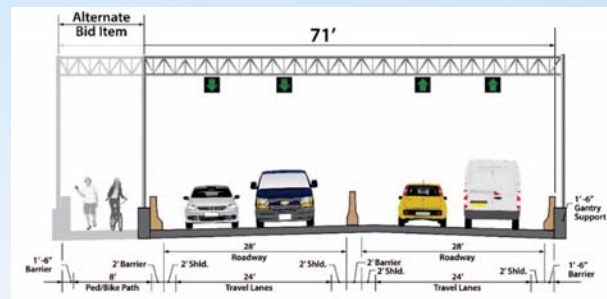 Alternate
Bid Item
71'
1'-6"
Gantry
Support
28'
Roadway
28'
Roadway
1'-6"
Barrier
2' Barrier
2' Shld.
2' Shld.
2' Barrier
2' Shld.
2' Shld.
1'-6"
Barrier
8'
24'
24'
Ped/Bike Path
Travel Lanes
Travel Lanes